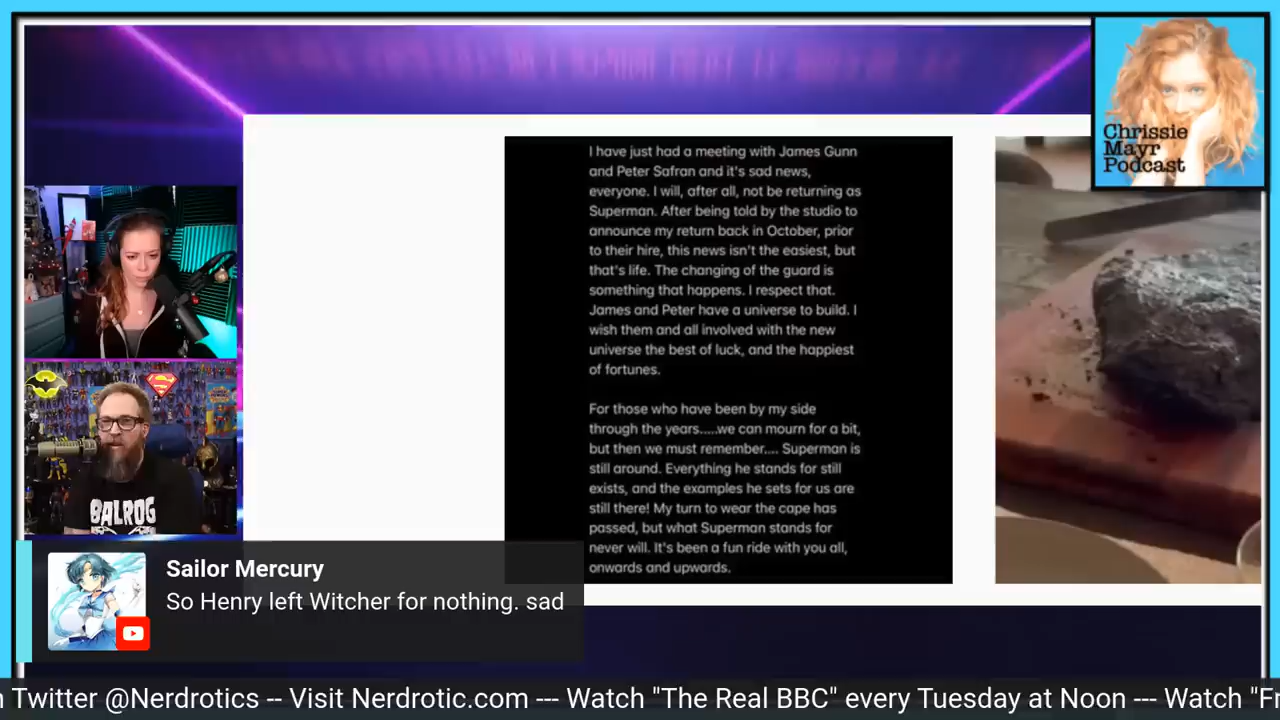 Chrissie
Mayr
Podcast
I have just had a meeting with James Gunn
and Peter Safran and it's sad news,
everyone. I will, after all, not be returning as
Superman. After being told by the studio to
announce my return back in October, prior
to their hire, this news isn't the easiest, but
that's life. The changing of the guard is
something that happens. I respect that.
James and Peter have a universe to build. I
wish them and all involved with the new
universe the best of luck, and the happiest
of fortunes.
For those who have been by my side
through the years.....we can mourn for a bit,
but then we must remember.... Superman is
still around. Everything he stands for still
exists, and the examples he sets for us are
still there! My turn to wear the cape has
passed, but what Superman stands for
never will. It's been a fun ride with you all,
onwards and upwards.
BALROG
Sailor Mercury
So Henry left Witcher for nothing. sad
n Twitter @Nerdrotics -- Visit Nerdrotic.com --- Watch "The Real BBC" every Tuesday at Noon --- Watch "Fr